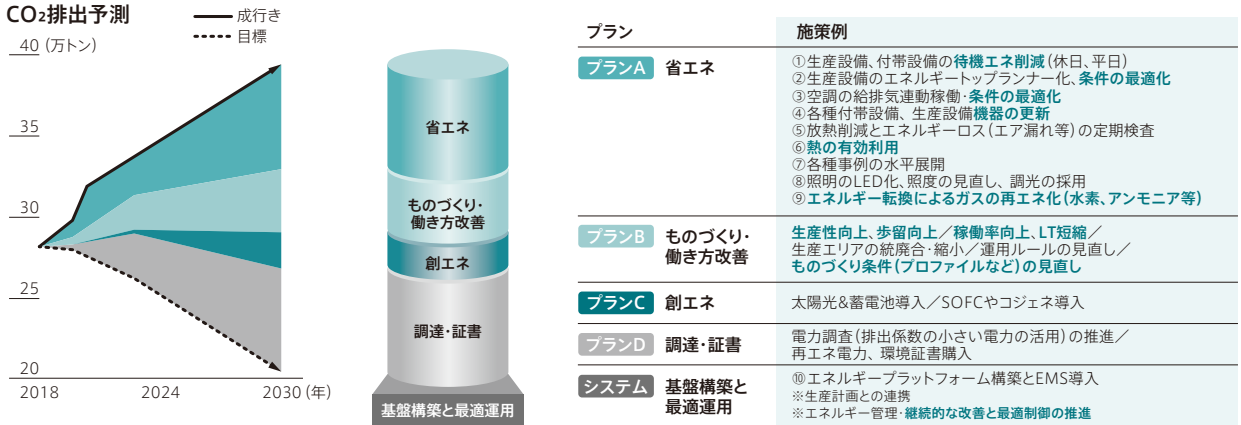 CO₂排出予測
成行き
目標
40（万トン）
35
30
25
20
2018
2024
2030（年）
省エネ
ものづくり・
働き方改善
創エネ
調達・証書
基盤構築と最適運用
プラン
施策例
プランA
省エネ
①生産設備、付帯設備の待機エネ削減（休日、平日）
②生産設備のエネルギートップランナー化、条件の最適化
③空調の給排気連動稼働・条件の最適化
④各種付帯設備、生産設備機器の更新
⑤放熱削減とエネルギーロス（エア漏れ等）の定期検査
⑥熱の有効利用
⑦各種事例の水平展開
⑧照明のLED化、照度の見直し、調光の採用
⑨エネルギー転換によるガスの再エネ化（水素、アンモニア等）
プランB
ものづくり・
働き方改善
生産性向上、歩留向上／稼働率向上、LT短縮／
生産エリアの統廃合・縮小／運用ルールの見直し／
ものづくり条件（プロファイルなど）の見直し
プランC
創エネ
太陽光&蓄電池導入／SOFCやコジェネ導入
プランD
調達・証書
電力調査（排出係数の小さい電力の活用）の推進／
再エネ電力、環境証書購入
システム
基盤構築と
最適運用
⑩エネルギープラットフォーム構築とEMS導入
※生産計画との連携
※エネルギー管理・継続的な改善と最適制御の推進